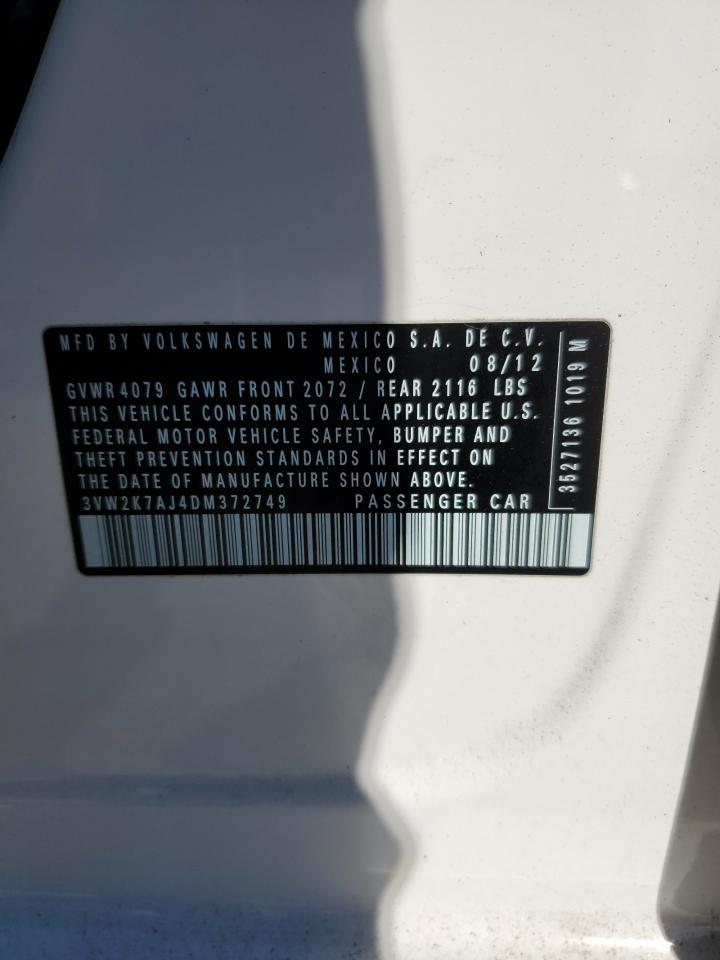 MFD BY VOLKSWAGEN DE MEXICO S.A. DE C.V.
MEXICO 08/12
GVWR 4079 GAWR FRONT 2072 / REAR 2116 LBS
THIS VEHICLE CONFORMS TO ALL APPLICABLE U.S.
FEDERAL MOTOR VEHICLE SAFETY, BUMPER AND
THEFT PREVENTION STANDARDS IN EFFECT ON
THE DATE OF MANUFACTURE SHOWN ABOVE.
3VW2K7AJ4DM372749 PASSENGER CAR
3527136 1019 M